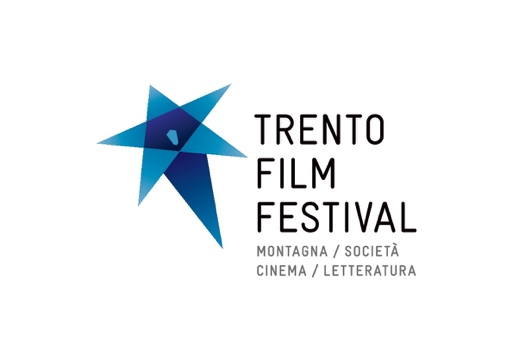 TRENTO
FILM
FESTIVAL
MONTAGNA / SOCIETÀ
CINEMA / LETTERATURA